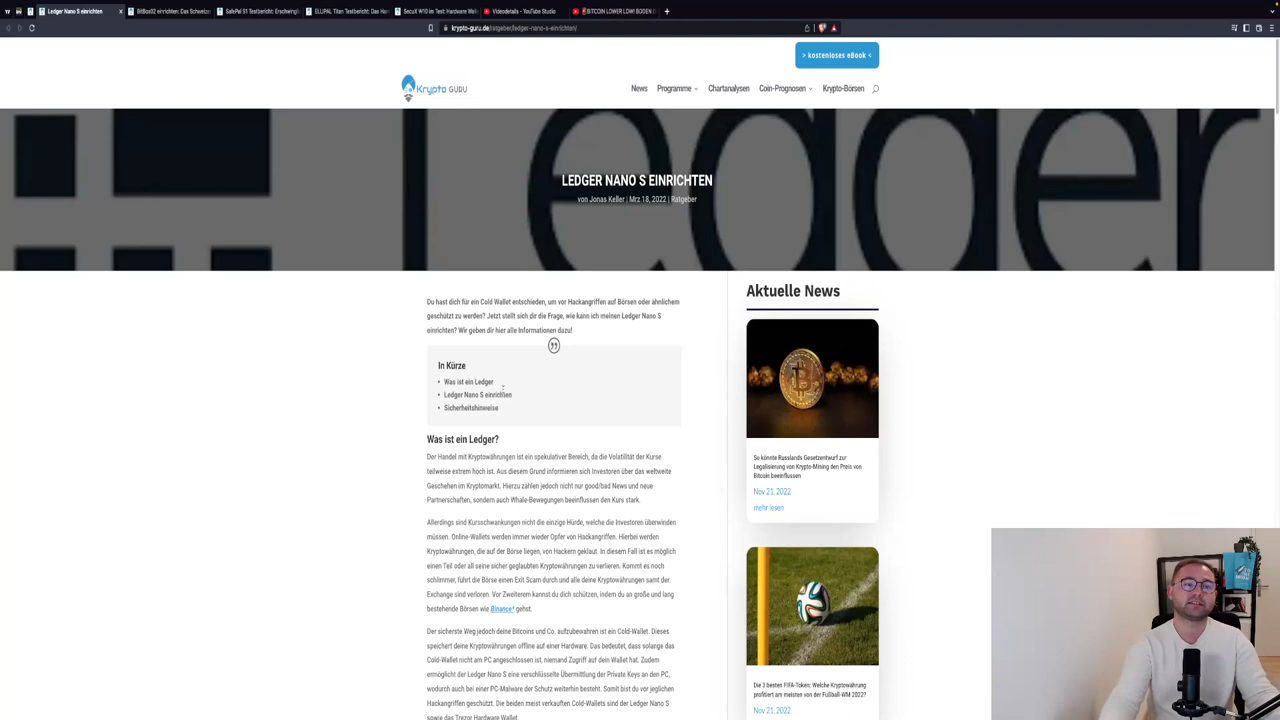 Ledger Nano S einrichten
BitBox02 einrichten: Das Schweize
SafePal S1 Testbericht: Erschwingli
ELLIPAL Titan Testbericht: Das Han
SecuX W10 im Test: Hardware Wall
Videodetails - YouTube Studio
BITCOIN LOWER LOW! BODEN D
krypto-guru.de/ratgeber/ledger-nano-s-einrichten/
> kostenloses eBook <
Krypto GURU
News Programme Chartanalysen Coin-Prognosen Krypto-Börsen
LEDGER NANO S EINRICHTEN
von Jonas Keller | Mrz 18, 2022 | Ratgeber
Du hast dich für ein Cold Wallet entschieden, um vor Hackangriffen auf Börsen oder ähnlichem
geschützt zu werden? Jetzt stellt sich dir die Frage, wie kann ich meinen Ledger Nano S
einrichten? Wir geben dir hier alle Informationen dazu!
In Kürze
• Was ist ein Ledger
• Ledger Nano S einrichten
• Sicherheitshinweise
Was ist ein Ledger?
Der Handel mit Kryptowährungen ist ein spekulativer Bereich, da die Volatilität der Kurse
teilweise extrem hoch ist. Aus diesem Grund informieren sich Investoren über das weltweite
Geschehen im Kryptomarkt. Hierzu zählen jedoch nicht nur good/bad News und neue
Partnerschaften, sondern auch Whale-Bewegungen beeinflussen den Kurs stark.
Allerdings sind Kursschwankungen nicht die einzige Hürde, welche die Investoren überwinden
müssen. Online-Wallets werden immer wieder Opfer von Hackangriffen. Hierbei werden
Kryptowährungen, die auf der Börse liegen, von Hackern geklaut. In diesem Fall ist es möglich
einen Teil oder all seine sicher geglaubten Kryptowährungen zu verlieren. Kommt es noch
schlimmer, führt die Börse einen Exit Scam durch und alle deine Kryptowährungen samt der
Exchange sind verloren. Vor Zweiterem kannst du dich schützen, indem du an große und lang
bestehende Börsen wie Binance* gehst.
Der sicherste Weg jedoch deine Bitcoins und Co. aufzubewahren ist ein Cold-Wallet. Dieses
speichert deine Kryptowährungen offline auf einer Hardware. Das bedeutet, dass solange das
Cold-Wallet nicht am PC angeschlossen ist, niemand Zugriff auf dein Wallet hat. Zudem
ermöglicht der Ledger Nano S eine verschlüsselte Übermittlung der Private Keys an den PC,
wodurch auch bei einer PC-Malware der Schutz weiterhin besteht. Somit bist du vor jeglichen
Hackangriffen geschützt. Die beiden meist verkauften Cold-Wallets sind der Ledger Nano S
sowie das Trezor Hardware Wallet.
Aktuelle News
So könnte Russlands Gesetzentwurf zur
Legalisierung von Krypto-Mining den Preis von
Bitcoin beeinflussen
Nov 21, 2022
mehr lesen
Die 3 besten FIFA-Token: Welche Kryptowährung
profitiert am meisten von der Fußball-WM 2022?
Nov 21, 2022